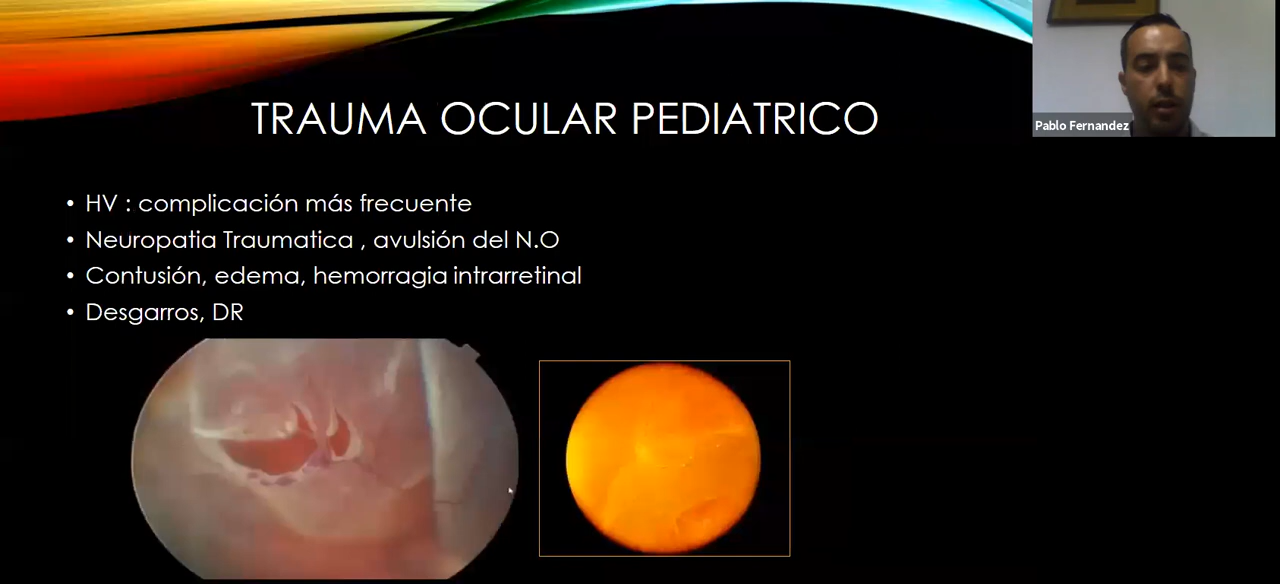 TRAUMA OCULAR PEDIATRICO
Pablo Fernandez
• HV : complicación más frecuente
• Neuropatia Traumatica , avulsión del N.O
• Contusión, edema, hemorragia intrarretinal
• Desgarros, DR